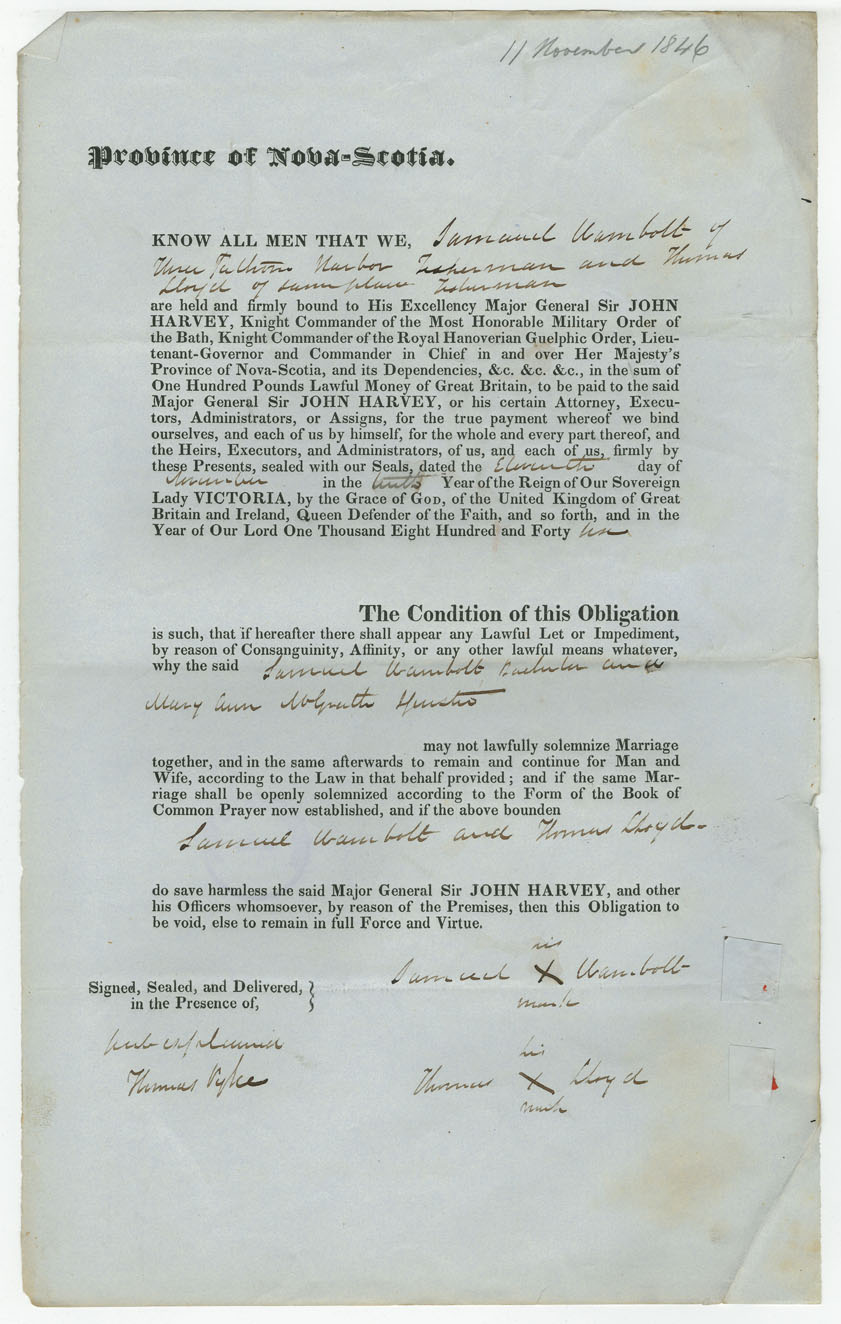 11 November 1846
Province of Nova-Scotia.
KNOW ALL MEN THAT WE, Samuel Wambolt of
Three Fathom Harbor Fisherman and Thomas
Lloyd of same place Fisherman
are held and firmly bound to His Excellency Major General Sir JOHN
HARVEY, Knight Commander of the Most Honorable Military Order of
the Bath, Knight Commander of the Royal Hanoverian Guelphic Order, Lieu-
tenant-Governor and Commander in Chief in and over Her Majesty's
Province of Nova-Scotia, and its Dependencies, &c. &c. &c., in the sum of
One Hundred Pounds Lawful Money of Great Britain, to be paid to the said
Major General Sir JOHN HARVEY, or his certain Attorney, Execu-
tors, Administrators, or Assigns, for the true payment whereof we bind
ourselves, and each of us by himself, for the whole and every part thereof, and
the Heirs, Executors, and Administrators, of us, and each of us, firmly by
these Presents, sealed with our Seals, dated the Eleventh day of
November in the tenth Year of the Reign of Our Sovereign
Lady VICTORIA, by the Grace of GOD, of the United Kingdom of Great
Britain and Ireland, Queen Defender of the Faith, and so forth, and in the
Year of Our Lord One Thousand Eight Hundred and Forty six
The Condition of this Obligation
is such, that if hereafter there shall appear any Lawful Let or Impediment,
by reason of Consanguinity, Affinity, or any other lawful means whatever,
why the said Samuel Wambolt Bachelor and
Mary Ann McGrath Spinster
may not lawfully solemnize Marriage
together, and in the same afterwards to remain and continue for Man and
Wife, according to the Law in that behalf provided; and if the same Mar-
riage shall be openly solemnized according to the Form of the Book of
Common Prayer now established, and if the above bounden
Samuel Wambolt and Thomas Lloyd
do save harmless the said Major General Sir JOHN HARVEY, and other
his Officers whomsoever, by reason of the Premises, then this Obligation to
be void, else to remain in full Force and Virtue.
his
Samuel X Wambolt
mark
Signed, Sealed, and Delivered,
in the Presence of,
explained
his
Thomas Pyke Thomas X Lloyd
mark